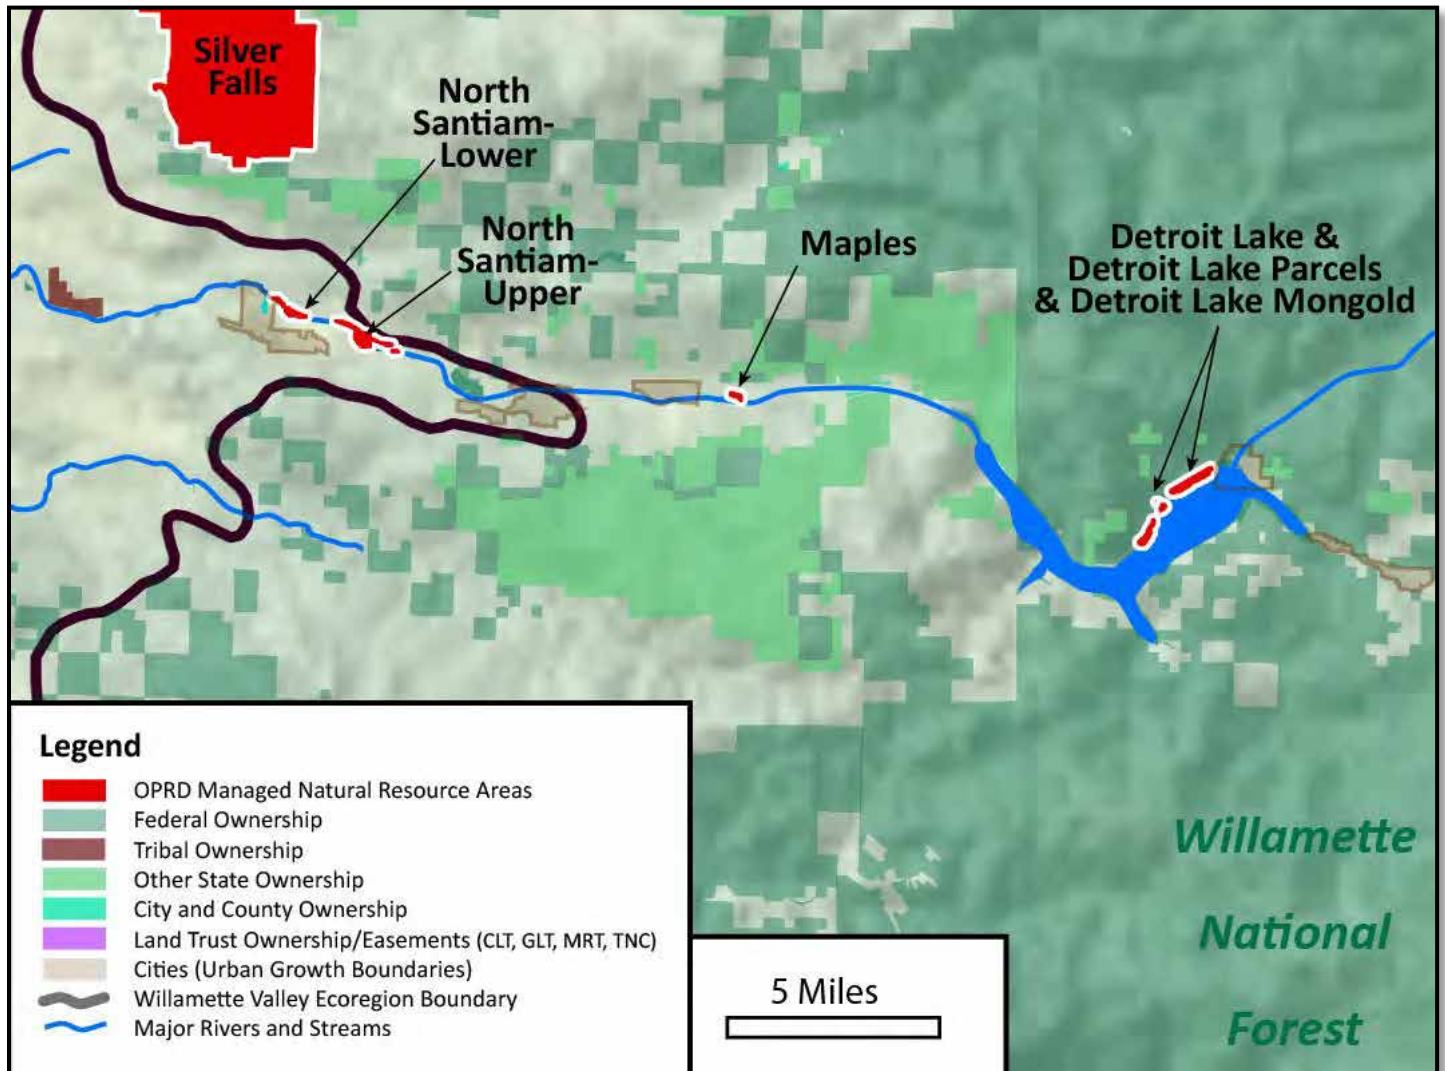 Silver
Falls
North
Santiam-
Lower
North
Santiam-
Upper
Maples
Detroit Lake &
Detroit Lake Parcels
& Detroit Lake Mongold
Legend
OPRD Managed Natural Resource Areas
Federal Ownership
Tribal Ownership
Other State Ownership
City and County Ownership
Land Trust Ownership/Easements (CLT, GLT, MRT, TNC)
Cities (Urban Growth Boundaries)
Willamette Valley Ecoregion Boundary
Major Rivers and Streams
5 Miles
Willamette
National
Forest